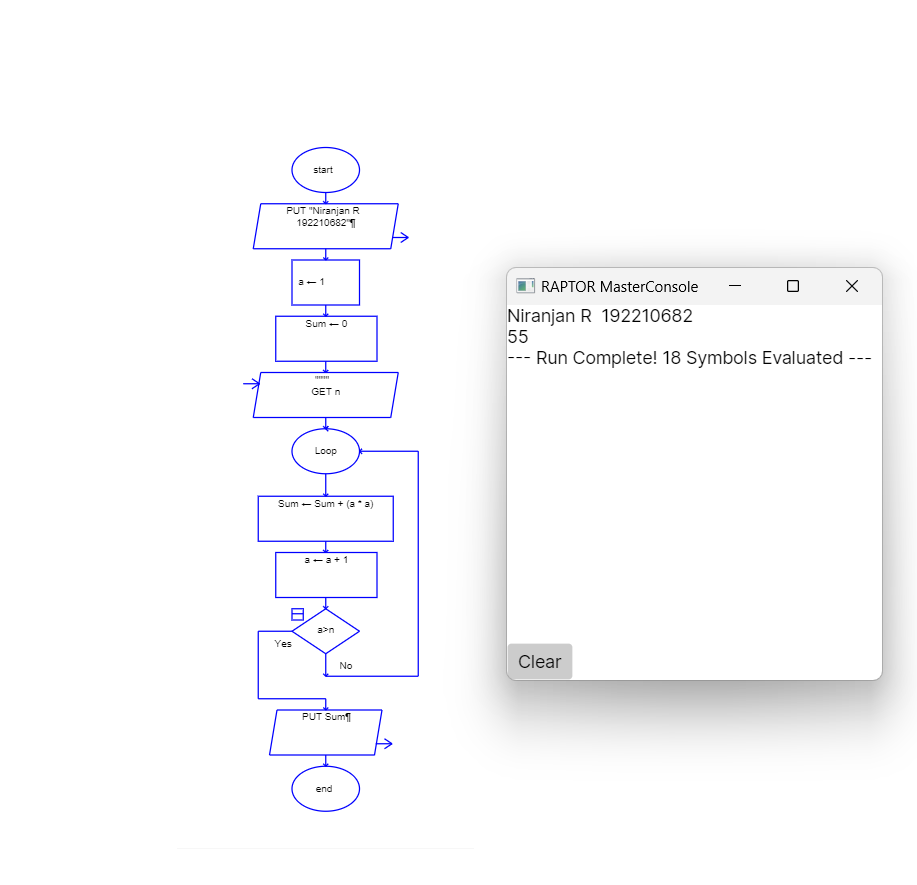 start
PUT "Niranjan R
192210682"¶
a ← 1
Sum ← 0
""""
GET n
Loop
Sum ← Sum + (a * a)
a ← a + 1
a>n
Yes
No
PUT Sum¶
end
RAPTOR MasterConsole
Niranjan R  192210682
55
--- Run Complete! 18 Symbols Evaluated ---
Clear